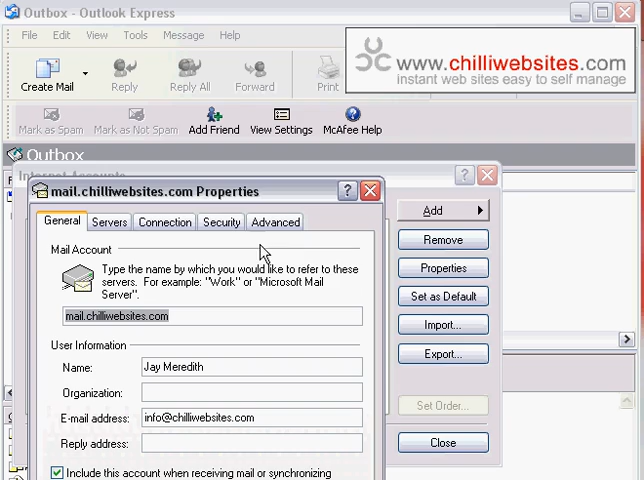 Outbox - Outlook Express
File Edit View Tools Message Help
www.chilliwebsites.com
instant web sites easy to self manage
Create Mail Reply Reply All Forward Print
Mark as Spam Mark as Not Spam Add Friend View Settings McAfee Help
Outbox
Internet Accounts
mail.chilliwebsites.com Properties
General Servers Connection Security Advanced
Mail Account
Type the name by which you would like to refer to these
servers. For example: "Work" or "Microsoft Mail
Server".
mail.chilliwebsites.com
User Information
Name: Jay Meredith
Organization:
E-mail address: info@chilliwebsites.com
Reply address:
Include this account when receiving mail or synchronizing
Add
Remove
Properties
Set as Default
Import...
Export...
Set Order...
Close